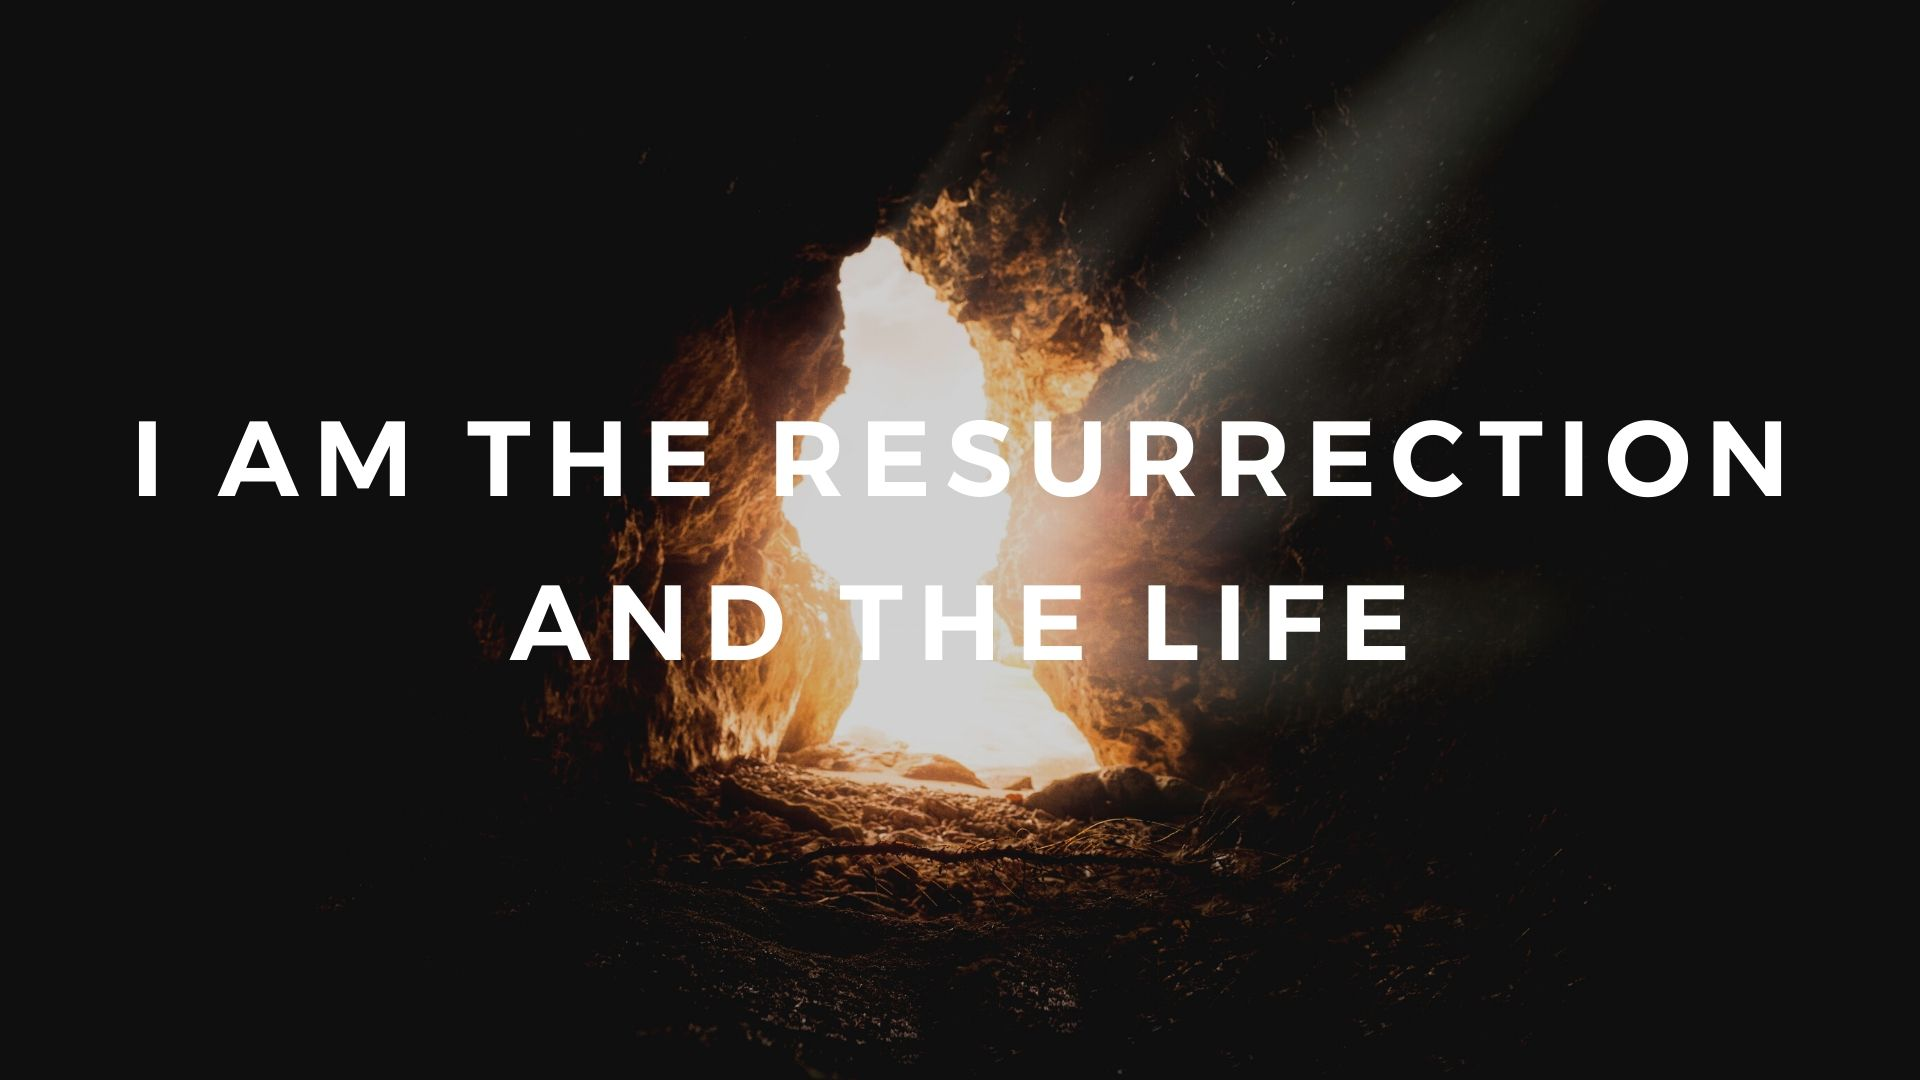 I AM THE RESURRECTION
AND THE LIFE